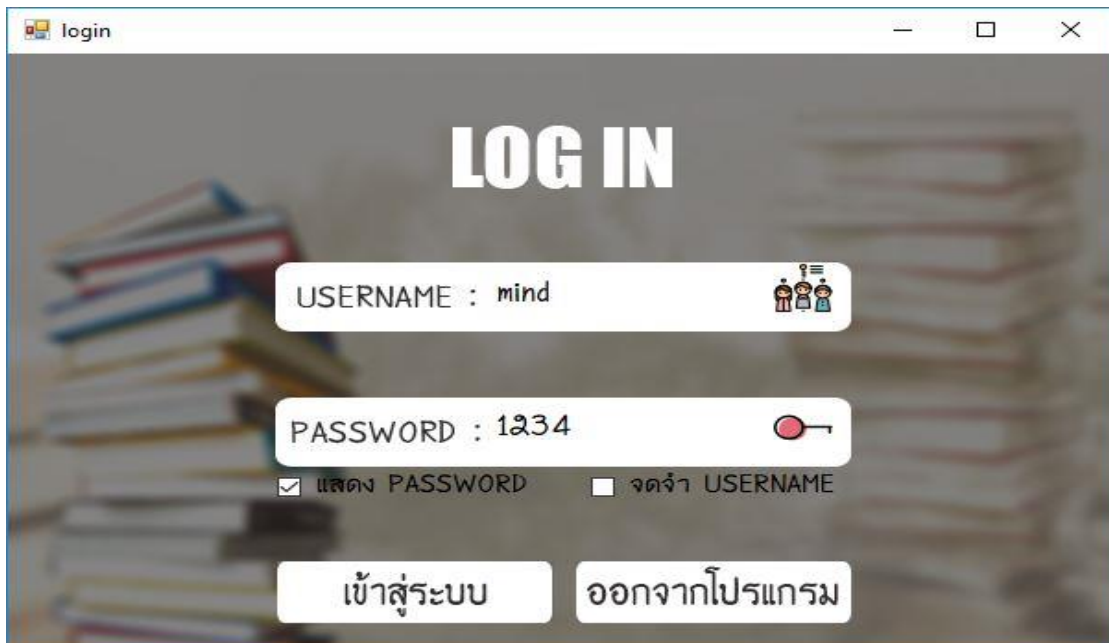 login
LOG IN
USERNAME : mind
PASSWORD : 1234
แสดง PASSWORD
จดจำ USERNAME
เข้าสู่ระบบ
ออกจากโปรแกรม